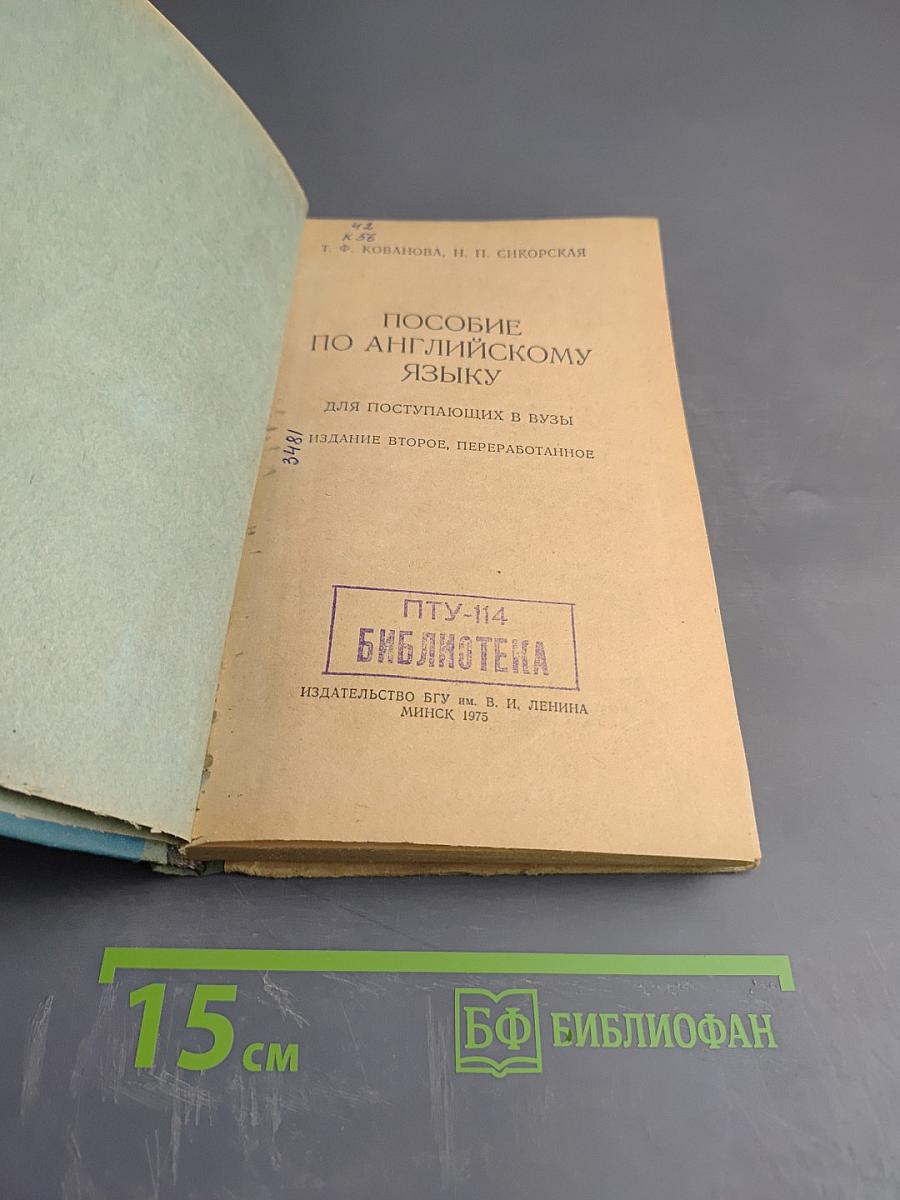 42
К 56
Т. Ф. КОВАНОВА, Н. П. СИКОРСКАЯ
ПОСОБИЕ
ПО АНГЛИЙСКОМУ
ЯЗЫКУ
ДЛЯ ПОСТУПАЮЩИХ В ВУЗЫ
ИЗДАНИЕ ВТОРОЕ, ПЕРЕРАБОТАННОЕ
3481
ПТУ-114
БИБЛИОТЕКА
ИЗДАТЕЛЬСТВО БГУ им. В. И. ЛЕНИНА
МИНСК 1975
15 см
БФ БИБЛИОФАН